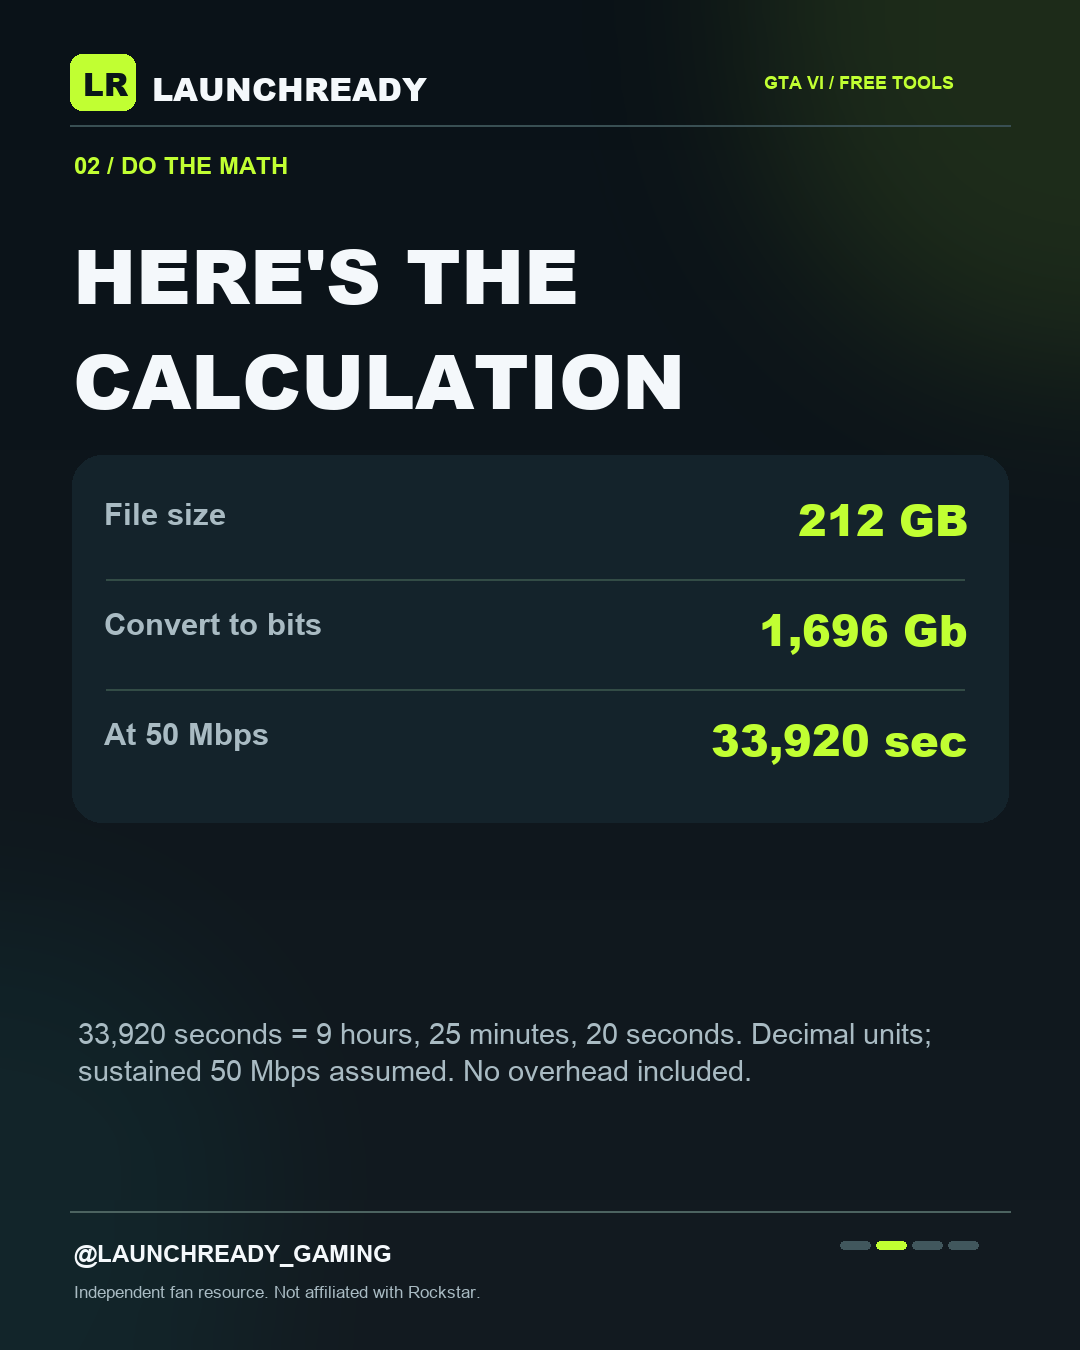 LR LAUNCHREADY
GTA VI / FREE TOOLS
02 / DO THE MATH
HERE'S THE
CALCULATION
File size
212 GB
Convert to bits
1,696 Gb
At 50 Mbps
33,920 sec
33,920 seconds = 9 hours, 25 minutes, 20 seconds. Decimal units;
sustained 50 Mbps assumed. No overhead included.
@LAUNCHREADY_GAMING
Independent fan resource. Not affiliated with Rockstar.